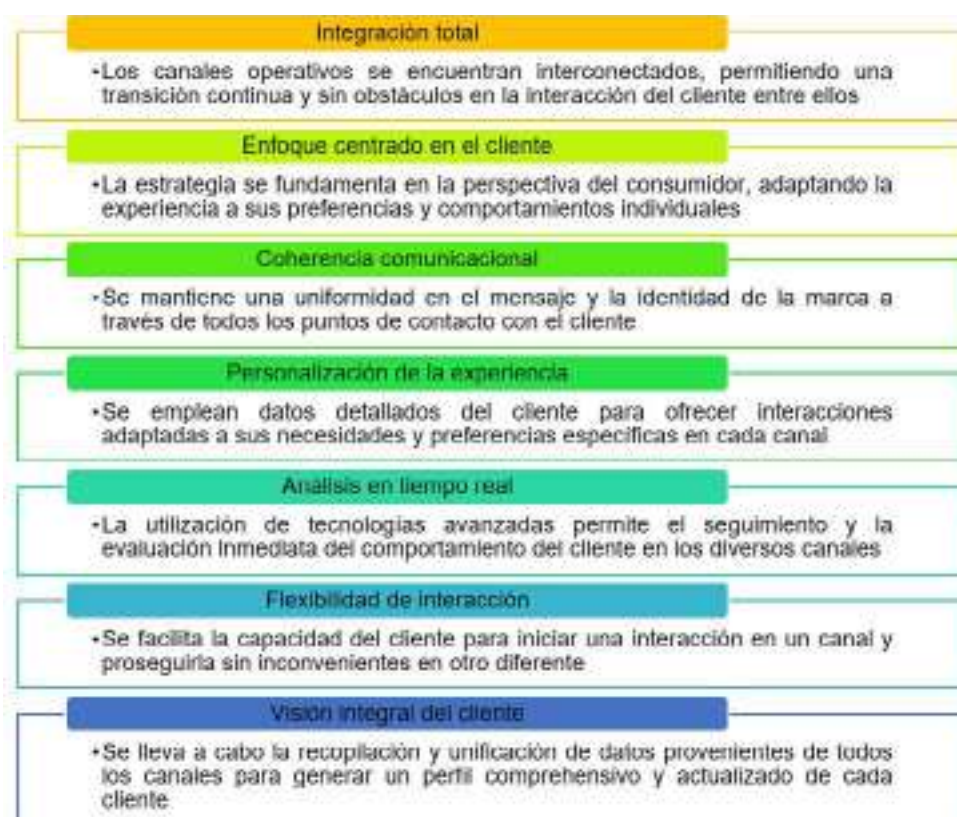 Integración total
•Los canales operativos se encuentran interconectados, permitiendo una
transición continua y sin obstáculos en la interacción del cliente entre ellos
Enfoque centrado en el cliente
•La estrategia se fundamenta en la perspectiva del consumidor, adaptando la
experiencia a sus preferencias y comportamientos individuales
Coherencia comunicacional
•Se mantiene una uniformidad en el mensaje y la identidad de la marca a
través de todos los puntos de contacto con el cliente
Personalización de la experiencia
•Se emplean datos detallados del cliente para ofrecer interacciones
adaptadas a sus necesidades y preferencias específicas en cada canal
Análisis en tiempo real
•La utilización de tecnologías avanzadas permite el seguimiento y la
evaluación inmediata del comportamiento del cliente en los diversos canales
Flexibilidad de interacción
•Se facilita la capacidad del cliente para iniciar una interacción en un canal y
proseguirla sin inconvenientes en otro diferente
Visión integral del cliente
•Se lleva a cabo la recopilación y unificación de datos provenientes de todos
los canales para generar un perfil comprehensivo y actualizado de cada
cliente